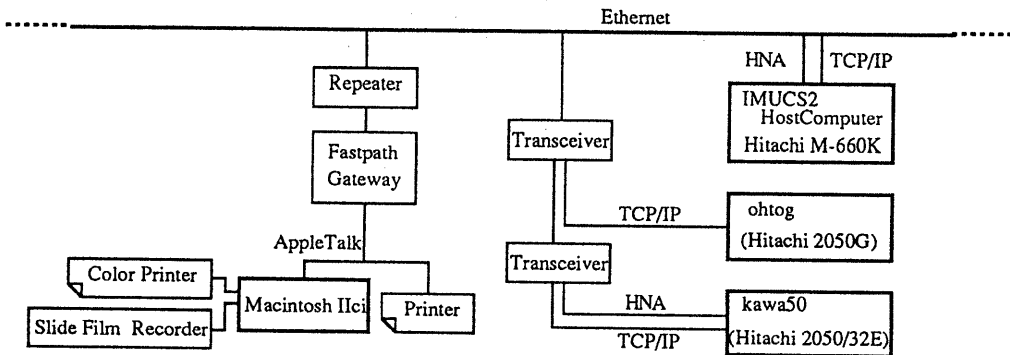 Ethernet
HNA
TCP/IP
Repeater
IMUCS2
HostComputer
Hitachi M-660K
Transceiver
Fastpath
Gateway
TCP/IP
ohtog
(Hitachi 2050G)
AppleTalk
Transceiver
Color Printer
Macintosh IIci
Printer
HNA
kawa50
Slide Film Recorder
(Hitachi 2050/32E)
TCP/IP